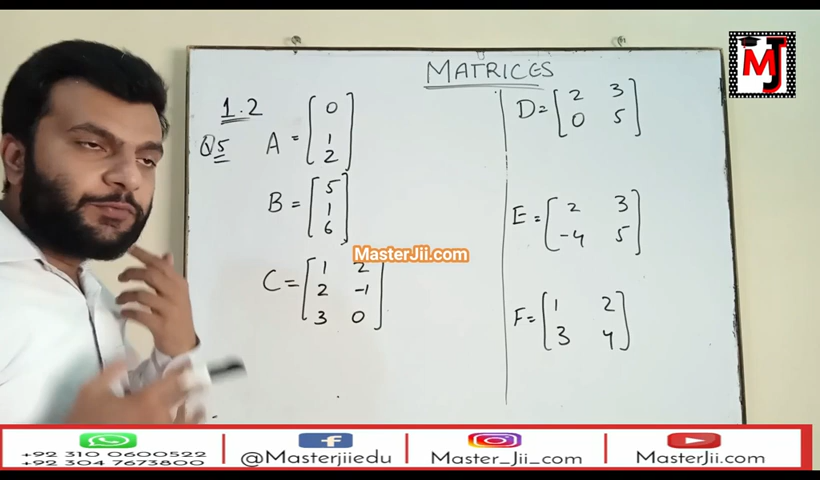 MATRICES
1.2
Q5
A = [0
1
2]
B = [5
1
6]
C = [1 2
2 -1
3 0]
D = [2 3
0 5]
E = [2 3
-4 5]
F = [1 2
3 4]
MasterJii.com
MJ
+92 310 0600522
+92 304 7673800
@Masterjiiedu
Master_Jii_com
MasterJii.com